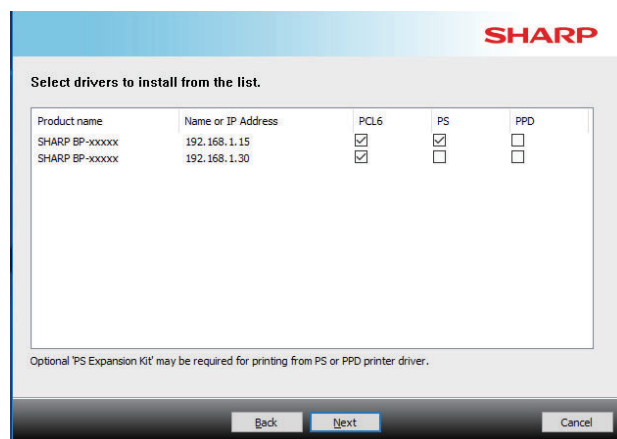 SHARP
Select drivers to install from the list.
Product name Name or IP Address PCL6 PS PPD
SHARP BP-xxxxx 192.168.1.15
SHARP BP-xxxxx 192.168.1.30
Optional 'PS Expansion Kit' may be required for printing from PS or PPD printer driver.
Back Next Cancel